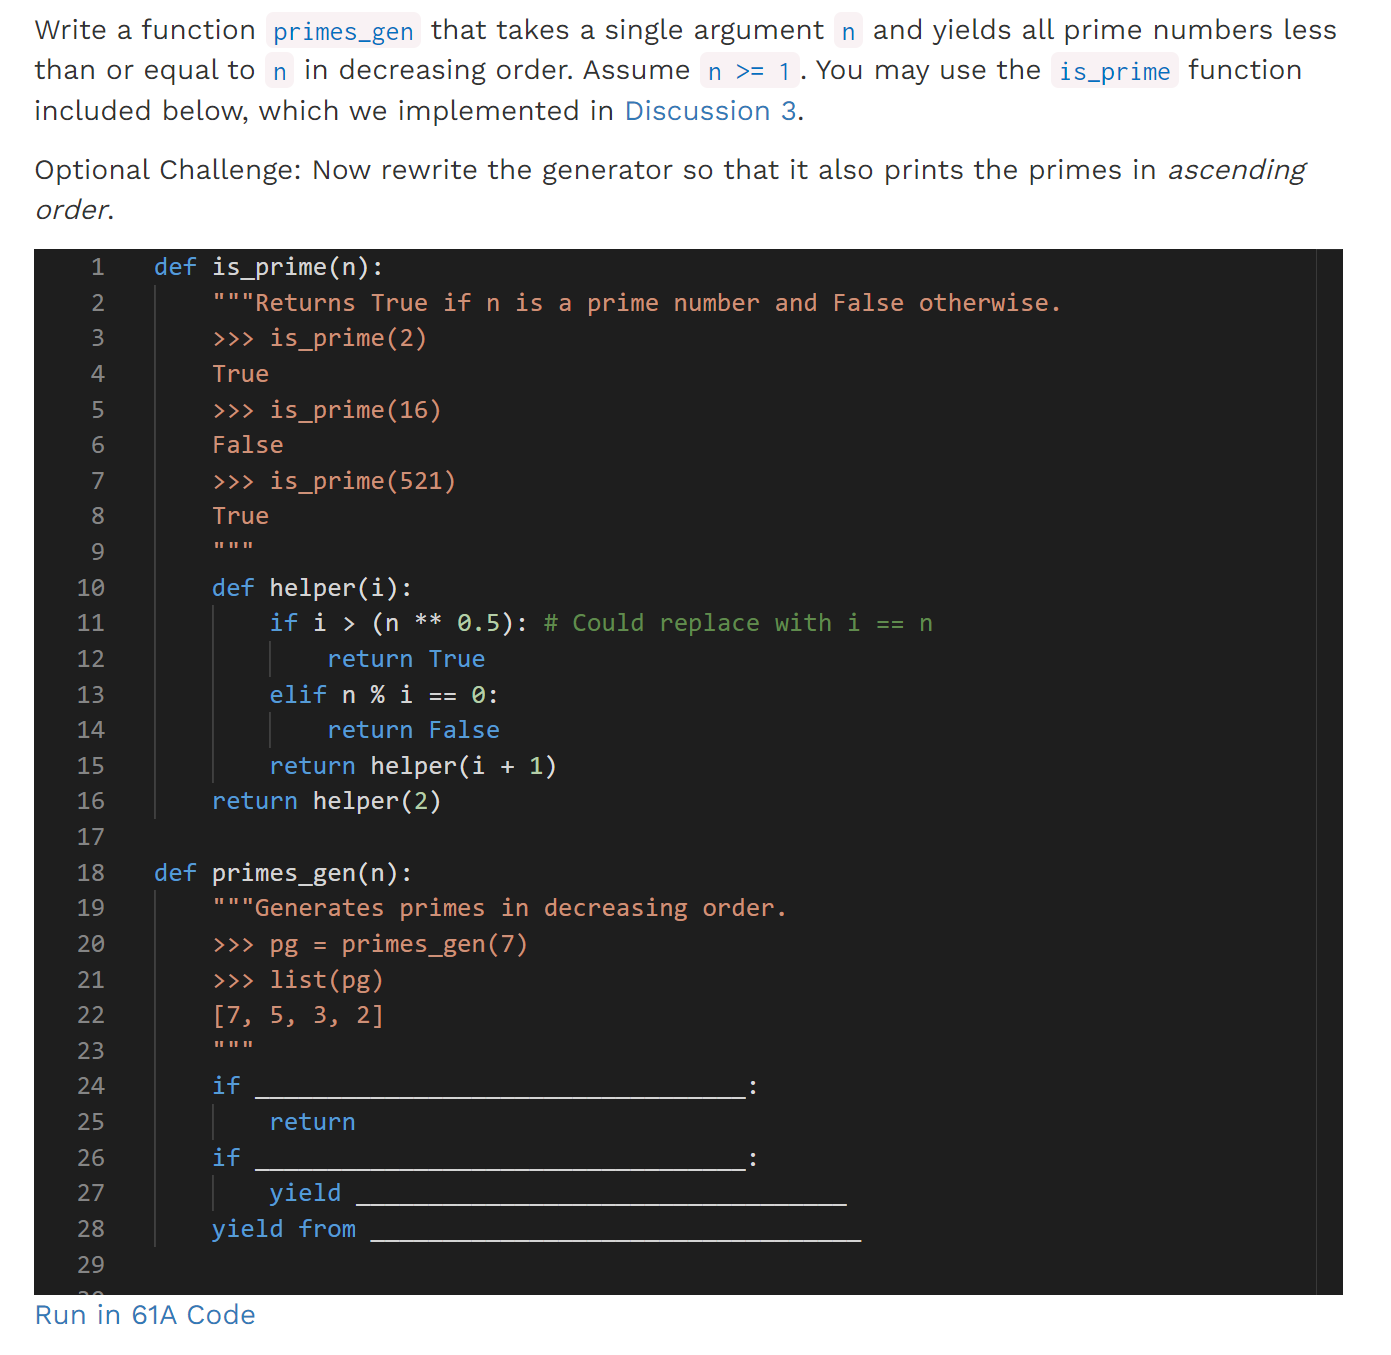 Write a function primes_gen that takes a single argument n and yields all prime numbers less
than or equal to n in decreasing order. Assume n >= 1. You may use the is_prime function
included below, which we implemented in Discussion 3.
Optional Challenge: Now rewrite the generator so that it also prints the primes in ascending
order.
1 def is_prime(n):
2 """Returns True if n is a prime number and False otherwise.
3 >>> is_prime(2)
4 True
5 >>> is_prime(16)
6 False
7 >>> is_prime(521)
8 True
9 """
10 def helper(i):
11 if i > (n ** 0.5): # Could replace with i == n
12 return True
13 elif n % i == 0:
14 return False
15 return helper(i + 1)
16 return helper(2)
17
18 def primes_gen(n):
19 """Generates primes in decreasing order.
20 >>> pg = primes_gen(7)
21 >>> list(pg)
22 [7, 5, 3, 2]
23 """
24 if __________________________________:
25 return
26 if __________________________________:
27 yield __________________________________
28 yield from __________________________________
29
Run in 61A Code